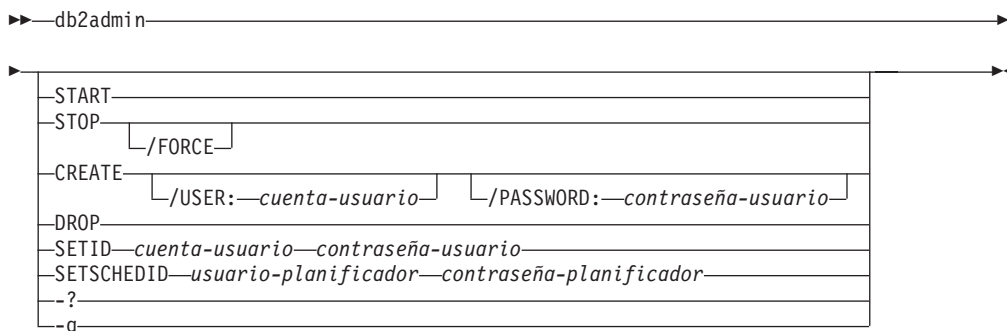 db2admin
START
STOP
/FORCE
CREATE
/USER: cuenta-usuario /PASSWORD: contraseña-usuario
DROP
SETID cuenta-usuario contraseña-usuario
SETSCHEDID usuario-planificador contraseña-planificador
-?
-q